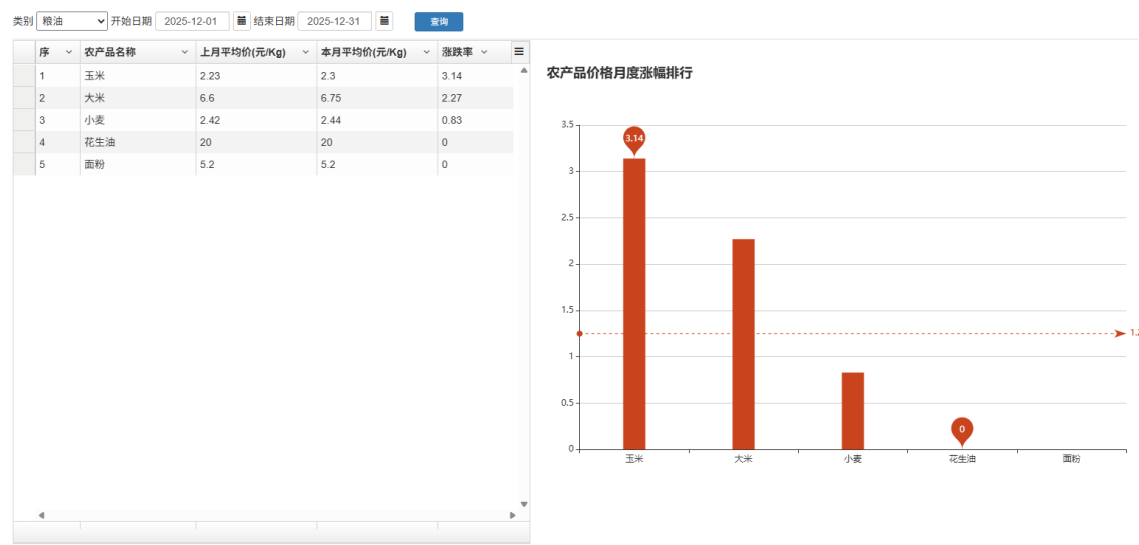 类别 粮油 开始日期 2025-12-01 结束日期 2025-12-31 查询
序 农产品名称 上月平均价(元/Kg) 本月平均价(元/Kg) 涨跌率
1 玉米 2.23 2.3 3.14
2 大米 6.6 6.75 2.27
3 小麦 2.42 2.44 0.83
4 花生油 20 20 0
5 面粉 5.2 5.2 0
农产品价格月度涨幅排行
3.5
3.14
3
2.5
2
1.5
1
0.5
0
0
玉米 大米 小麦 花生油 面粉